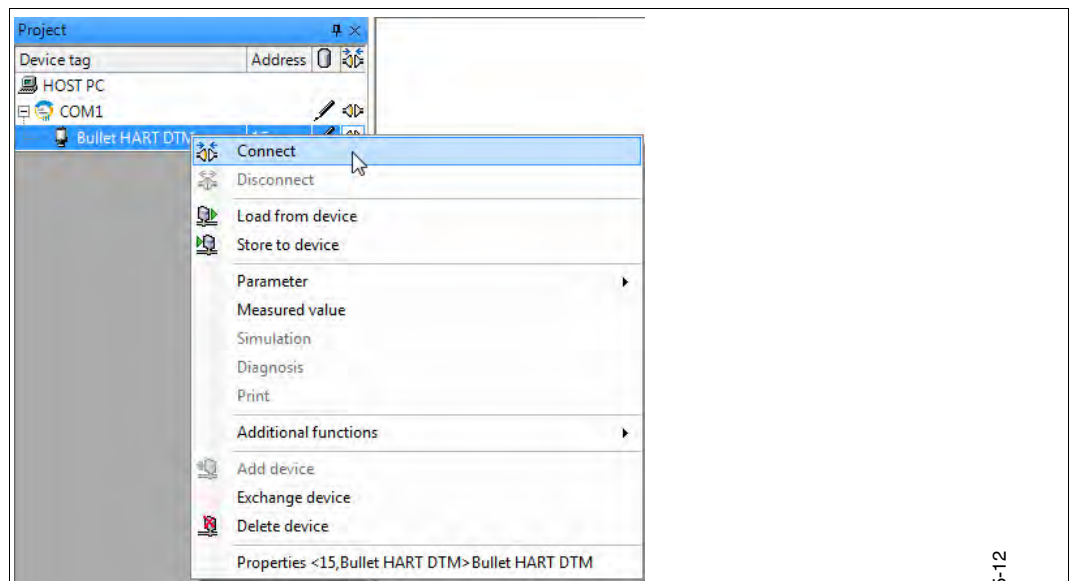 Project
Device tag Address
HOST PC
COM1
Bullet HART DTM
Connect
Disconnect
Load from device
Store to device
Parameter
Measured value
Simulation
Diagnosis
Print
Additional functions
Add device
Exchange device
Delete device
Properties <15,Bullet HART DTM>Bullet HART DTM